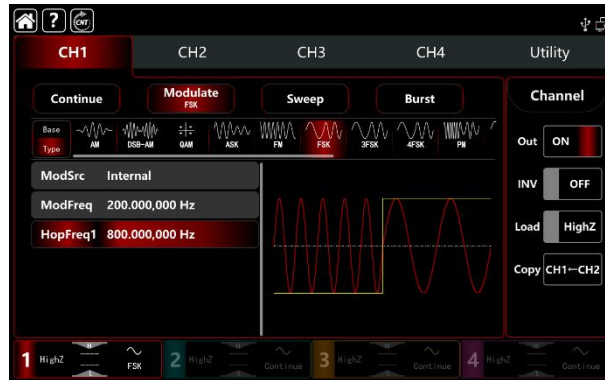 ? CNT
CH1 CH2 CH3 CH4 Utility
Continue Modulate FSK Sweep Burst Channel
Base Type AM DSB-AM QAM ASK FM FSK 3FSK 4FSK PM
Out ON
ModSrc Internal
INV OFF
ModFreq 200.000,000 Hz
HopFreq1 800.000,000 Hz
Load HighZ
Copy CH1←CH2
1 HighZ H L FSK 2 HighZ H L Continue 3 HighZ H L Continue 4 HighZ H L Continue